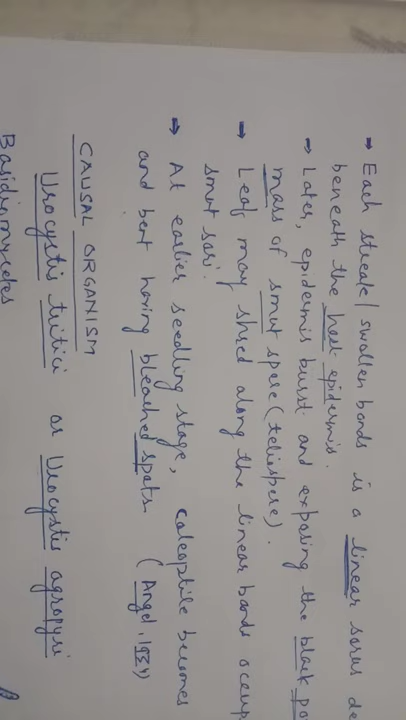 → Each streak/swollen bands is a linear sorus de
beneath the host epidermis.
→ Later, epidermis burst and exposing the black po
mass of smut spore (teliospore).
→ Leaf may shred along the linear bands occup
smut sori.
→ At earlier seedling stage, coleoptile becomes
and bent having bleached spots (Angel, 1934)
CAUSAL ORGANISM
Urocystis tritici or Urocystis agropyri
Basidiomycetes